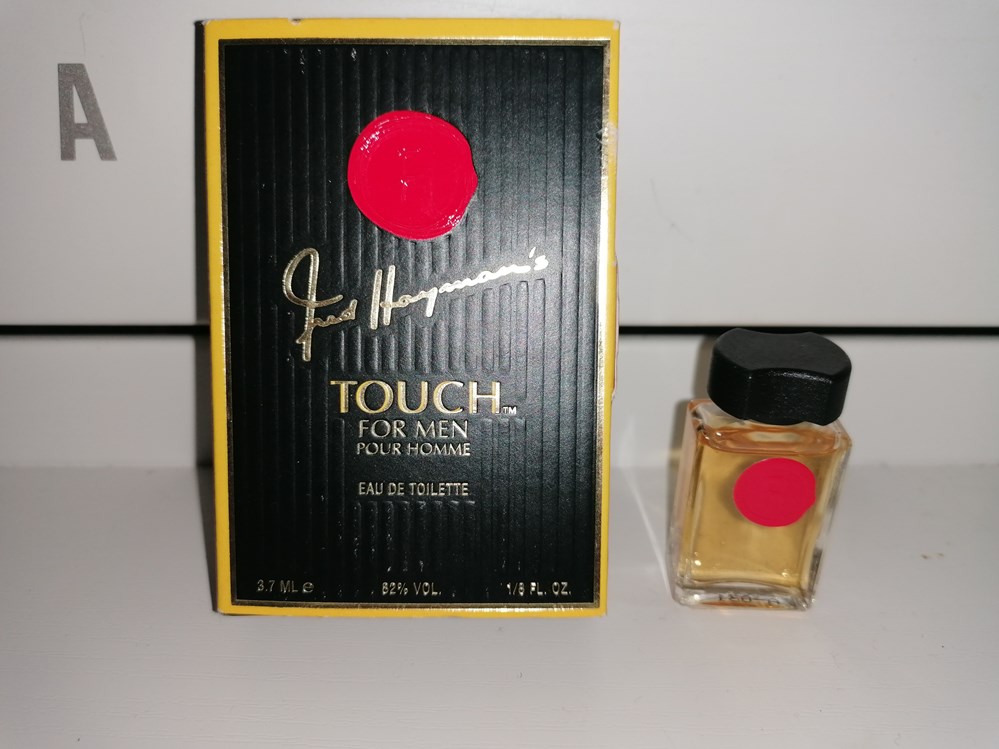 A
Fred Hayman's
TOUCH™
FOR MEN
POUR HOMME
EAU DE TOILETTE
3.7 ML ℮ 82% VOL. 1/8 FL. OZ.